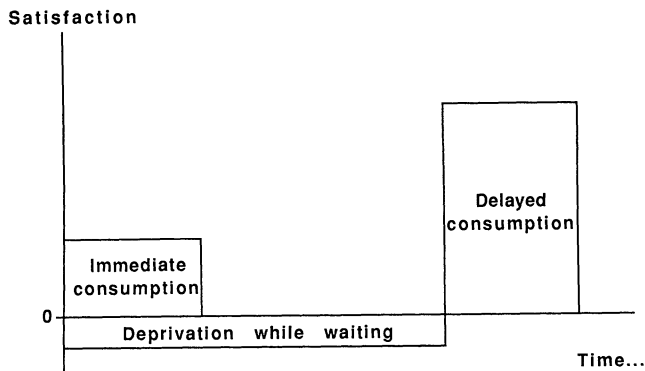 Satisfaction
Delayed
consumption
Immediate
consumption
0
Deprivation while waiting
Time...